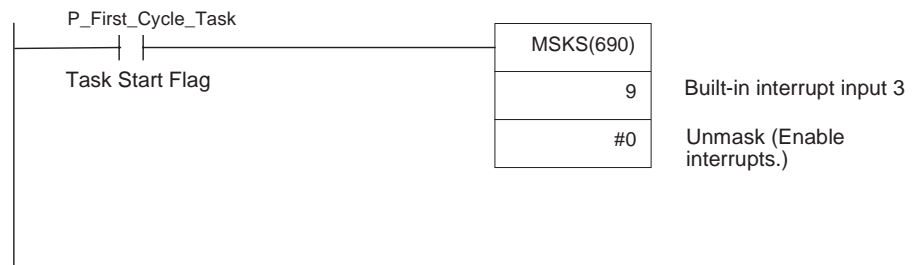 P_First_Cycle_Task
MSKS(690)
Task Start Flag
9
Built-in interrupt input 3
#0
Unmask (Enable
interrupts.)